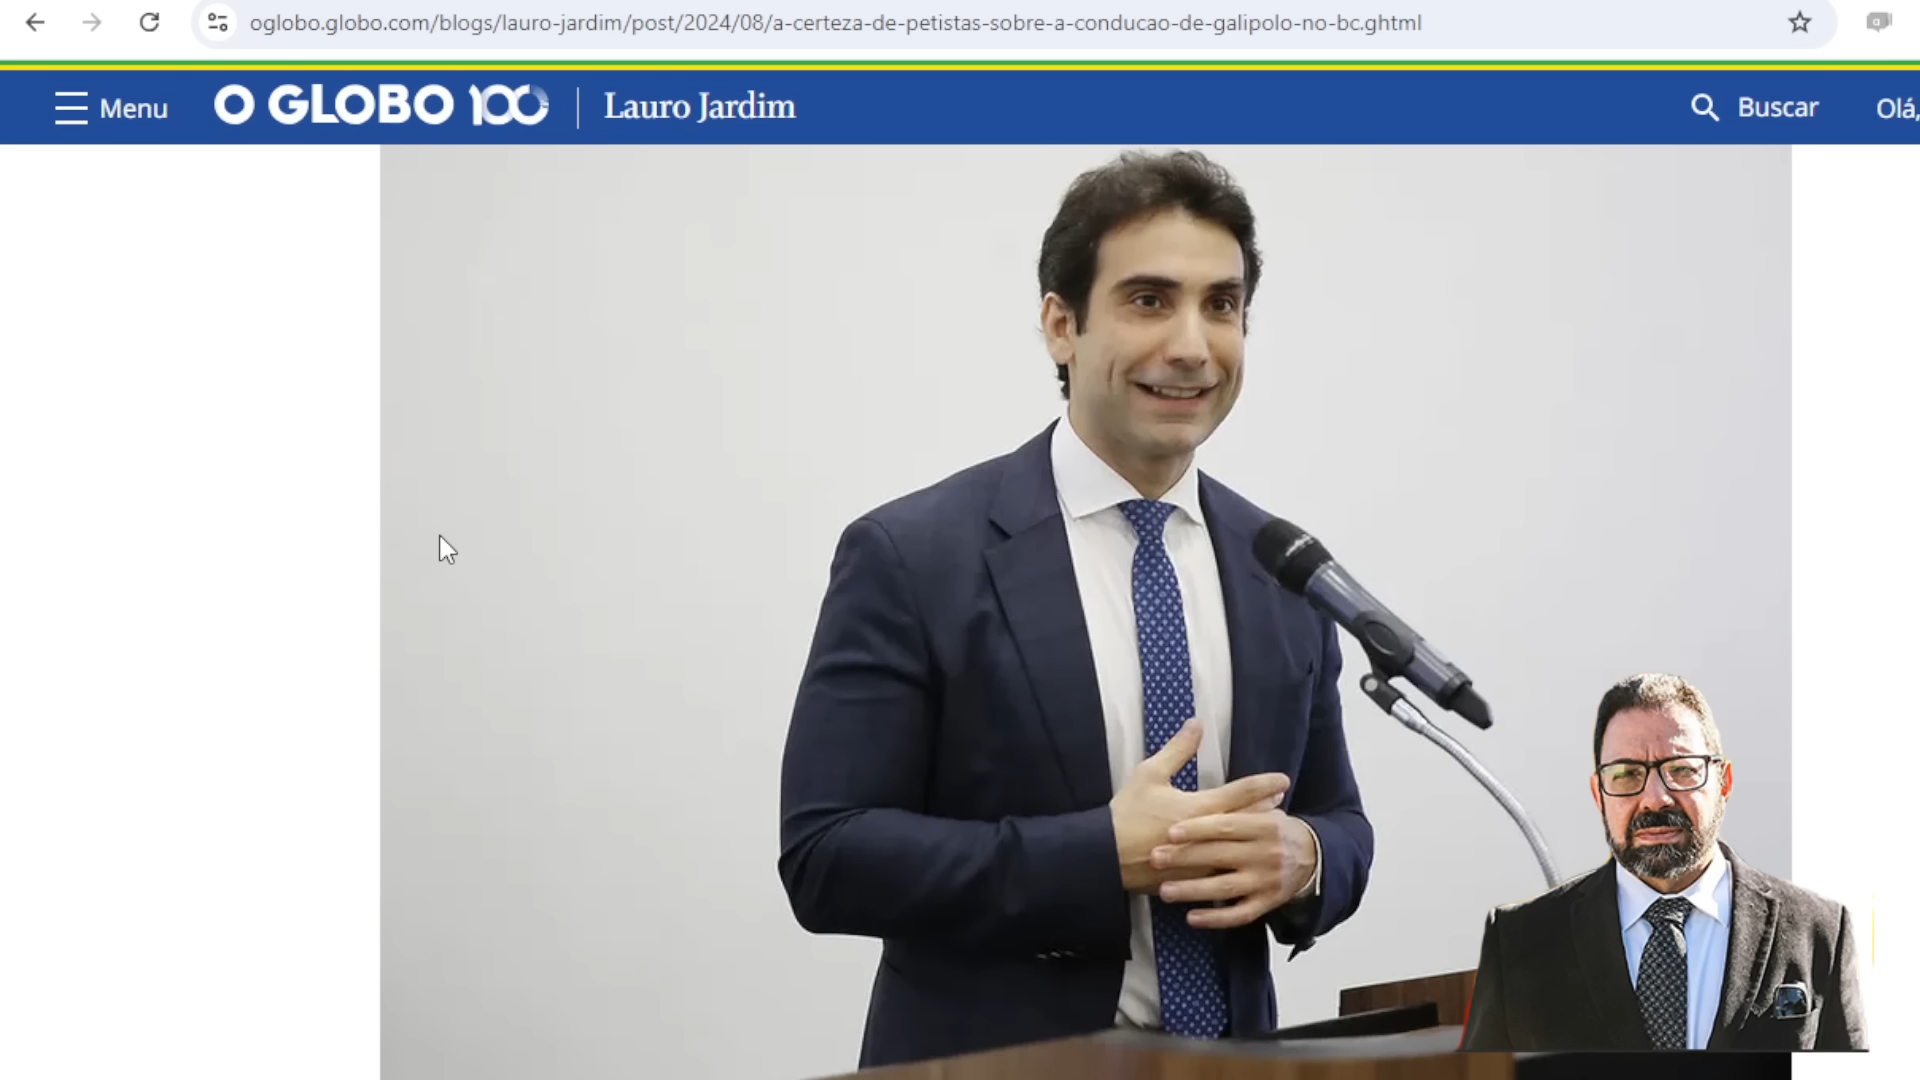 oglobo.globo.com/blogs/lauro-jardim/post/2024/08/a-certeza-de-petistas-sobre-a-conducao-de-galipolo-no-bc.ghtml
Menu
O GLOBO 100
Lauro Jardim
Buscar
Olá,